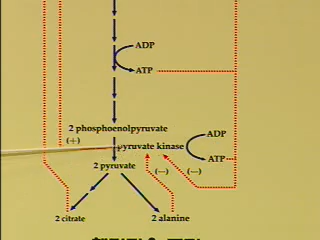 ADP
ATP
2 phosphoenolpyruvate
(+)
pyruvate kinase
ADP
ATP
2 pyruvate
(—)
(—)
2 citrate
2 alanine